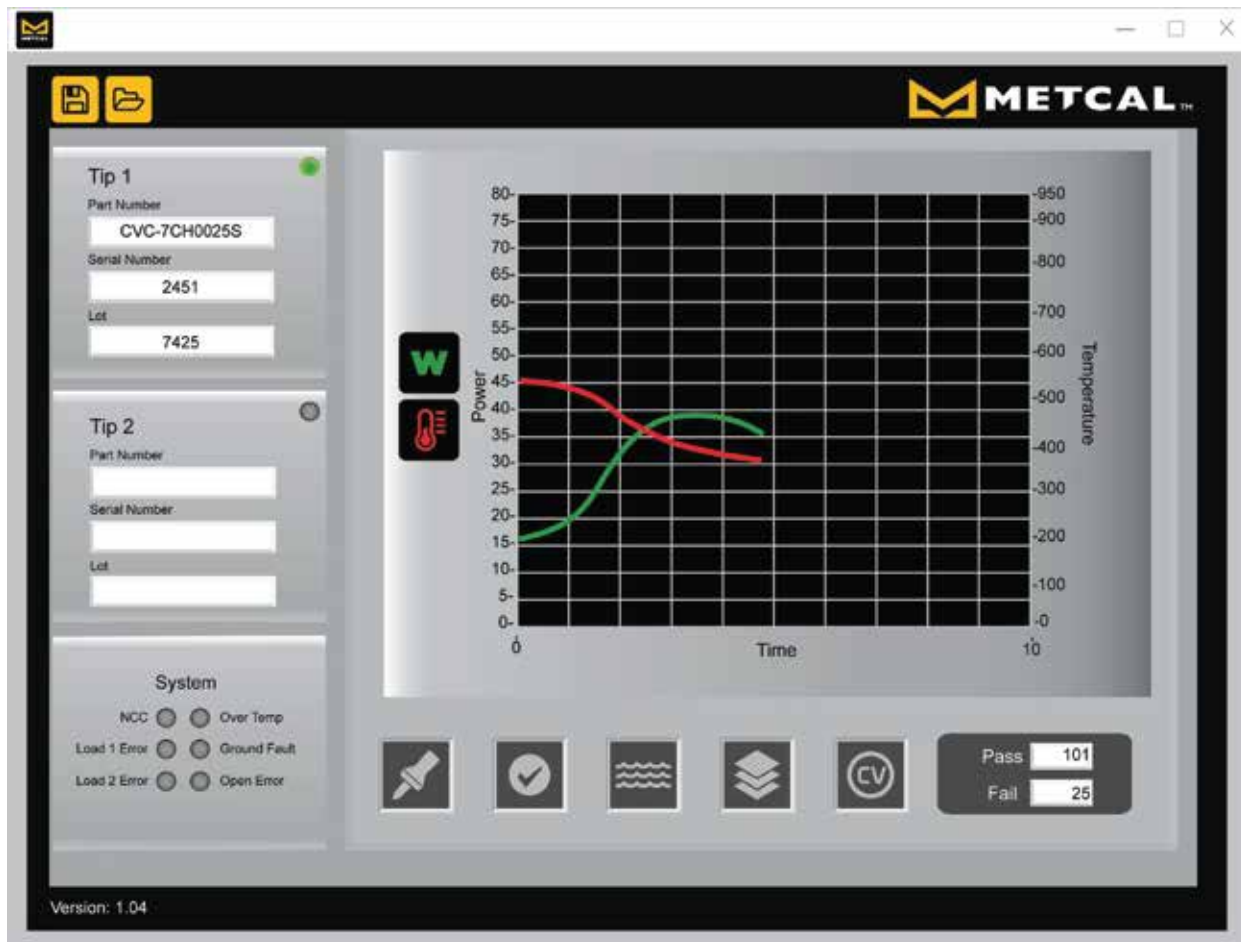 METCAL
METCAL™
Tip 1
Part Number
CVC-7CH0025S
Serial Number
2451
Lot
7425
Tip 2
Part Number
Serial Number
Lot
System
NCC Over Temp
Load 1 Error Ground Fault
Load 2 Error Open Error
80-
75-
70-
65-
60-
55-
50-
45-
40-
35-
30-
25-
20-
15-
10-
5-
0-
Power
W
-950
-900
-800
-700
-600
-500
-400
-300
-200
-100
-0
Temperature
0 Time 10
CV
Pass 101
Fail 25
Version: 1.04